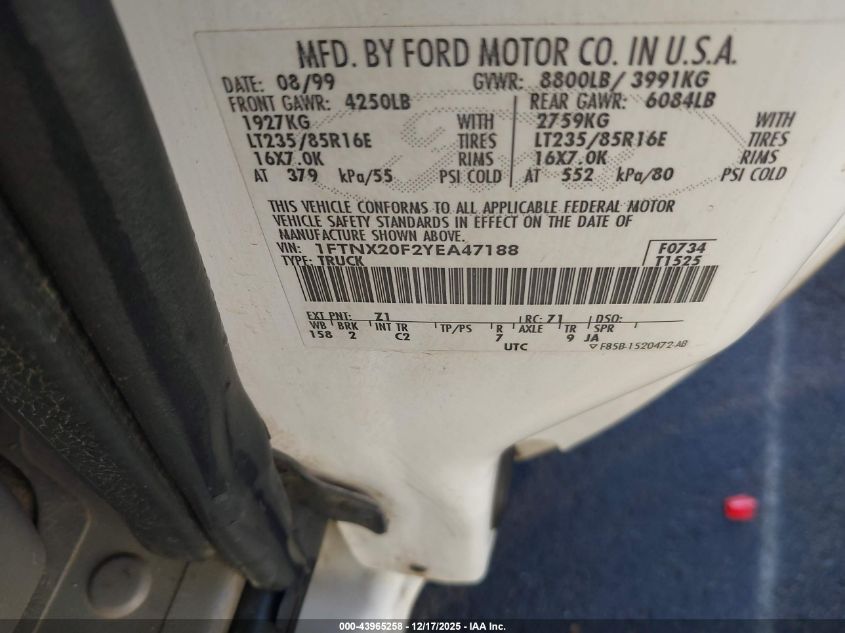 MFD. BY FORD MOTOR CO. IN U.S.A.
DATE: 08/99 GVWR: 8800LB/ 3991KG
FRONT GAWR: 4250LB REAR GAWR: 6084LB
1927KG WITH 2759KG WITH
LT235/85R16E TIRES LT235/85R16E TIRES
16X7.0K RIMS 16X7.0K RIMS
AT 379 kPa/55 PSI COLD AT 552 kPa/80 PSI COLD
THIS VEHICLE CONFORMS TO ALL APPLICABLE FEDERAL MOTOR
VEHICLE SAFETY STANDARDS IN EFFECT ON THE DATE OF
MANUFACTURE SHOWN ABOVE.
VIN: 1FTNX20F2YEA47188 F0734
TYPE: TRUCK T1525
EXT PNT: Z1 RC: 71 DSO:
WB BRK INT TR TP/PS R AXLE TR SPR
158 2 C2 7 9 JA
UTC F85B-1520472-AB
000-43965258 - 12/17/2025 - IAA Inc.